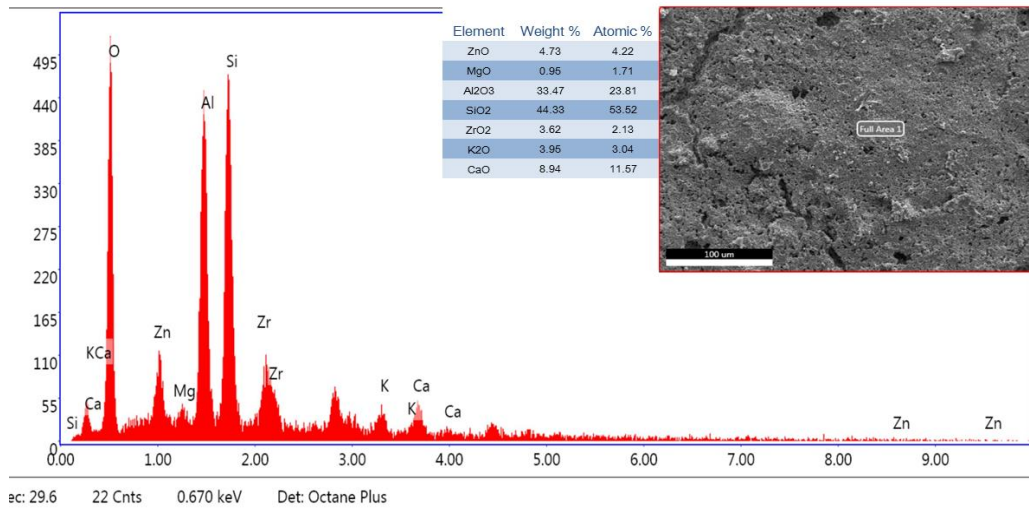 Element Weight % Atomic %
ZnO 4.73 4.22
MgO 0.95 1.71
Al2O3 33.47 23.81
SiO2 44.33 53.52
ZrO2 3.62 2.13
K2O 3.95 3.04
CaO 8.94 11.57
Full Area 1
100 um
495
440
385
330
275
220
165
110
55
0
O
Si
Al
KCa
Zn
Zr
Zr
Mg
Ca
Si
K
Ca
K
Ca
Zn
Zn
0.00 1.00 2.00 3.00 4.00 5.00 6.00 7.00 8.00 9.00
ec: 29.6 22 Cnts 0.670 keV Det: Octane Plus